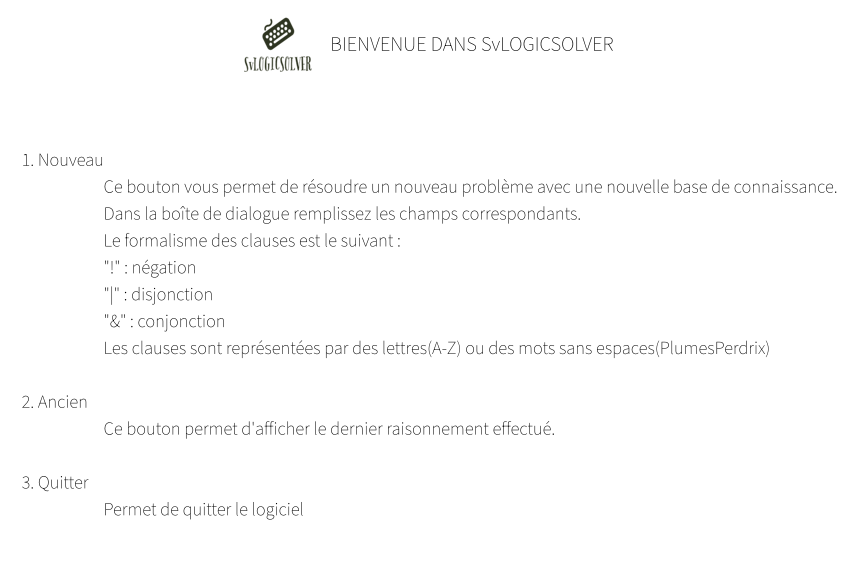 SvLOGICSOLVER
BIENVENUE DANS SvLOGICSOLVER
1. Nouveau
Ce bouton vous permet de résoudre un nouveau problème avec une nouvelle base de connaissance.
Dans la boîte de dialogue remplissez les champs correspondants.
Le formalisme des clauses est le suivant :
"!" : négation
"|" : disjonction
"&" : conjonction
Les clauses sont représentées par des lettres(A-Z) ou des mots sans espaces(PlumesPerdrix)
2. Ancien
Ce bouton permet d'afficher le dernier raisonnement effectué.
3. Quitter
Permet de quitter le logiciel